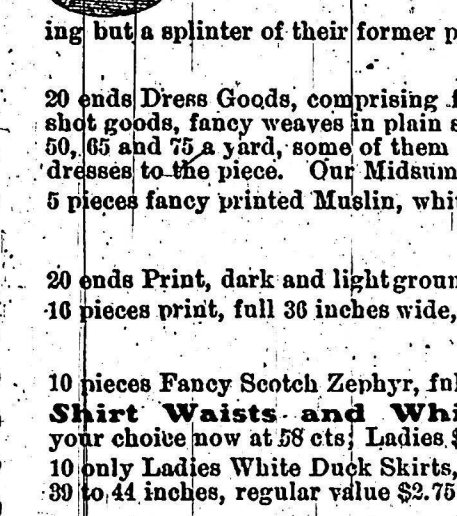 ing but a splinter of their former
20 ends Dress Goods, comprising
shot goods, fancy weaves in plain
50, 65 and 75 a yard, some of them
dresses to the piece. Our Midsum
5 pieces fancy printed Muslin, whi
20 ends Print, dark and light groun
16 pieces print, full 36 inches wide,
10 pieces Fancy Scotch Zephyr, ful
Shirt Waists and Whi
your choice now at 58 cts, Ladies $
10 only Ladies White Duck Skirts,
39 to 44 inches, regular value $2.75